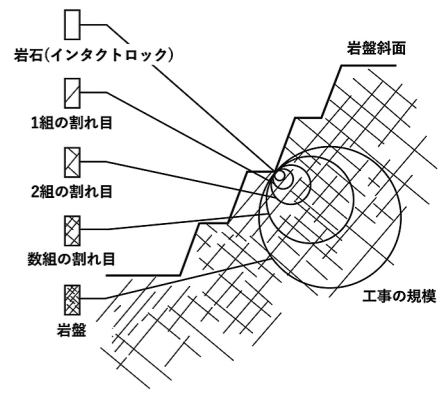 岩石(インタクトロック)
岩盤斜面
1組の割れ目
2組の割れ目
数組の割れ目
工事の規模
岩盤